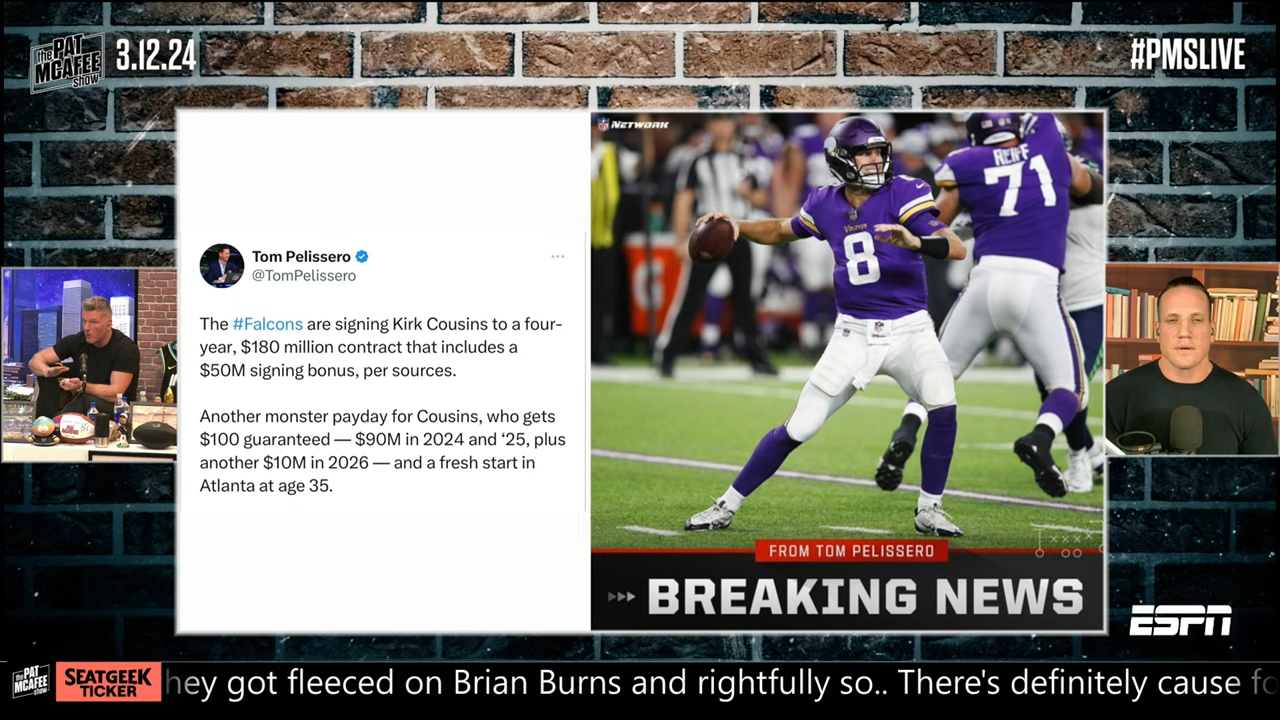 the PAT MCAFEE show
3.12.24
#PMSLIVE
Tom Pelissero
@TomPelissero
The #Falcons are signing Kirk Cousins to a four-
year, $180 million contract that includes a
$50M signing bonus, per sources.
Another monster payday for Cousins, who gets
$100 guaranteed — $90M in 2024 and ‘25, plus
another $10M in 2026 — and a fresh start in
Atlanta at age 35.
NFL NETWORK
REIFF
71
VIKINGS
8
FROM TOM PELISSERO
BREAKING NEWS
ESPN
the PAT MCAFEE show
SEATGEEK
TICKER
hey got fleeced on Brian Burns and rightfully so.. There's definitely cause fo